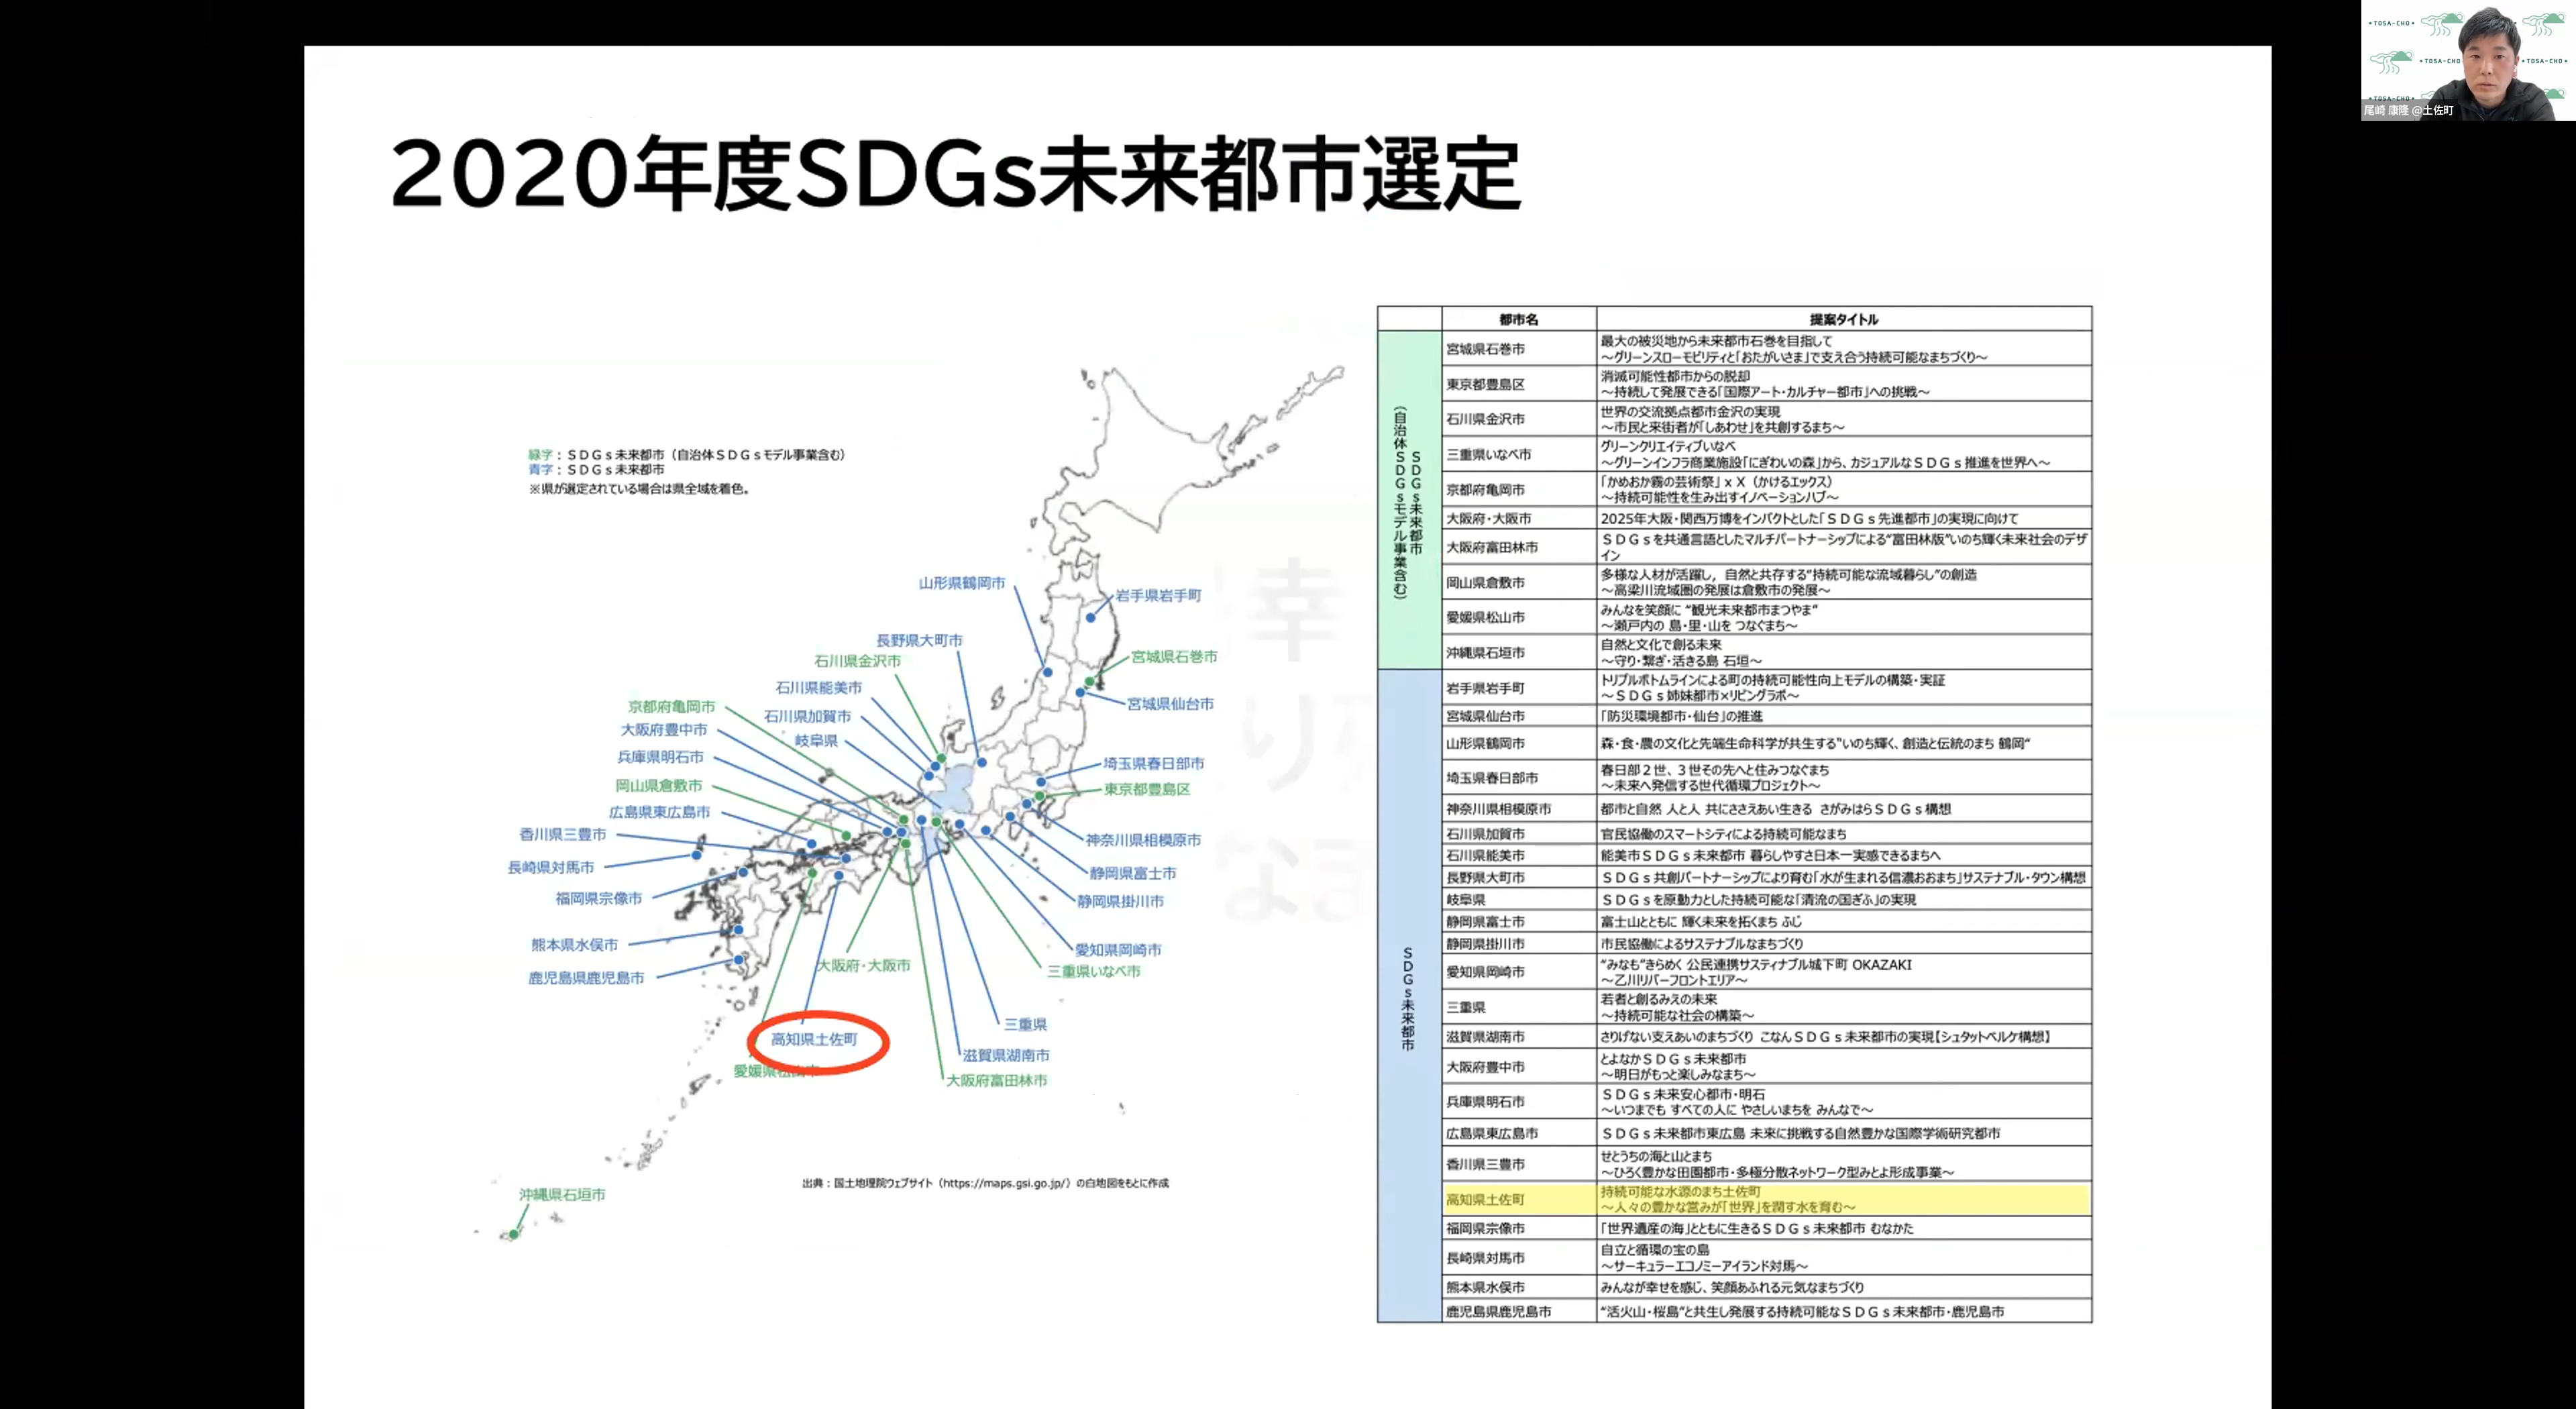 2020年度SDGs未来都市選定
•TOSA-CHO•
•TOSA-CHO•
•TOSA-CHO•
尾崎 康隆 @土佐町
緑字：ＳＤＧｓ未来都市（自治体ＳＤＧｓモデル事業含む）
青字：ＳＤＧｓ未来都市
※県が選定されている場合は県全域を着色。
山形県鶴岡市
岩手県岩手町
長野県大町市
石川県金沢市
宮城県石巻市
石川県能美市
宮城県仙台市
京都府亀岡市
石川県加賀市
大阪府豊中市
岐阜県
兵庫県明石市
埼玉県春日部市
岡山県倉敷市
東京都豊島区
広島県東広島市
香川県三豊市
神奈川県相模原市
長崎県対馬市
静岡県富士市
福岡県宗像市
静岡県掛川市
熊本県水俣市
愛知県岡崎市
大阪府・大阪市
三重県いなべ市
鹿児島県鹿児島市
三重県
高知県土佐町
滋賀県湖南市
愛媛県松山市
大阪府富田林市
沖縄県石垣市
出典：国土地理院ウェブサイト（https://maps.gsi.go.jp/）の白地図をもとに作成
都市名 提案タイトル
ＳＤＧｓ未来都市
（自治体ＳＤＧｓモデル事業含む）
宮城県石巻市 最大の被災地から未来都市石巻を目指して
～グリーンスローモビリティと「おたがいさま」で支え合う持続可能なまちづくり～
東京都豊島区 消滅可能性都市からの脱却
～持続して発展できる「国際アート・カルチャー都市」への挑戦～
石川県金沢市 世界の交流拠点都市金沢の実現
～市民と来街者が「しあわせ」を共創するまち～
三重県いなべ市 グリーンクリエイティブいなべ
～グリーンインフラ商業施設「にぎわいの森」から、カジュアルなＳＤＧｓ推進を世界へ～
京都府亀岡市 「かめおか霧の芸術祭」ｘＸ（かけるエックス）
～持続可能性を生み出すイノベーションハブ～
大阪府・大阪市 2025年大阪・関西万博をインパクトとした「ＳＤＧｓ先進都市」の実現に向けて
大阪府富田林市 ＳＤＧｓを共通言語としたマルチパートナーシップによる“富田林版”いのち輝く未来社会のデザ
イン
岡山県倉敷市 多様な人材が活躍し，自然と共存する“持続可能な流域暮らし”の創造
～高梁川流域圏の発展は倉敷市の発展～
愛媛県松山市 みんなを笑顔に“観光未来都市まつやま“
～瀬戸内の 島・里・山を つなぐまち～
沖縄県石垣市 自然と文化で創る未来
～守り・繋ぎ・活きる島 石垣～
ＳＤＧｓ未来都市
岩手県岩手町 トリプルボトムラインによる町の持続可能性向上モデルの構築・実証
～ＳＤＧｓ姉妹都市×リビングラボ～
宮城県仙台市 「防災環境都市・仙台」の推進
山形県鶴岡市 森・食・農の文化と先端生命科学が共生する“いのち輝く、創造と伝統のまち 鶴岡“
埼玉県春日部市 春日部２世、３世その先へと住みつなぐまち
～未来へ発信する世代循環プロジェクト～
神奈川県相模原市 都市と自然 人と人 共にささえあい生きる さがみはらＳＤＧｓ構想
石川県加賀市 官民協働のスマートシティによる持続可能なまち
石川県能美市 能美市ＳＤＧｓ未来都市 暮らしやすさ日本一実感できるまちへ
長野県大町市 ＳＤＧｓ共創パートナーシップにより育む「水が生まれる信濃おおまち」サステナブル・タウン構想
岐阜県 ＳＤＧｓを原動力とした持続可能な「清流の国ぎふ」の実現
静岡県富士市 富士山とともに 輝く未来を拓くまち ふじ
静岡県掛川市 市民協働によるサステナブルなまちづくり
愛知県岡崎市 “みなも”きらめく 公民連携サスティナブル城下町 OKAZAKI
～乙川リバーフロントエリア～
三重県 若者と創るみえの未来
～持続可能な社会の構築～
滋賀県湖南市 さりげない支えあいのまちづくり こなんＳＤＧｓ未来都市の実現【シュタットベルケ構想】
大阪府豊中市 とよなかＳＤＧｓ未来都市
～明日がもっと楽しみなまち～
兵庫県明石市 ＳＤＧｓ未来安心都市・明石
～いつまでも すべての人に やさしいまちを みんなで～
広島県東広島市 ＳＤＧｓ未来都市東広島 未来に挑戦する自然豊かな国際学術研究都市
香川県三豊市 せとうちの海と山とまち
～ひろく豊かな田園都市・多極分散ネットワーク型みとよ形成事業～
高知県土佐町 持続可能な水源のまち土佐町
～人々の豊かな営みが「世界」を潤す水を育む～
福岡県宗像市 「世界遺産の海」とともに生きるＳＤＧｓ未来都市 むなかた
長崎県対馬市 自立と循環の宝の島
～サーキュラーエコノミーアイランド対馬～
熊本県水俣市 みんなが幸せを感じ、笑顔あふれる元気なまちづくり
鹿児島県鹿児島市 “活火山・桜島”と共生し発展する持続可能なＳＤＧｓ未来都市・鹿児島市